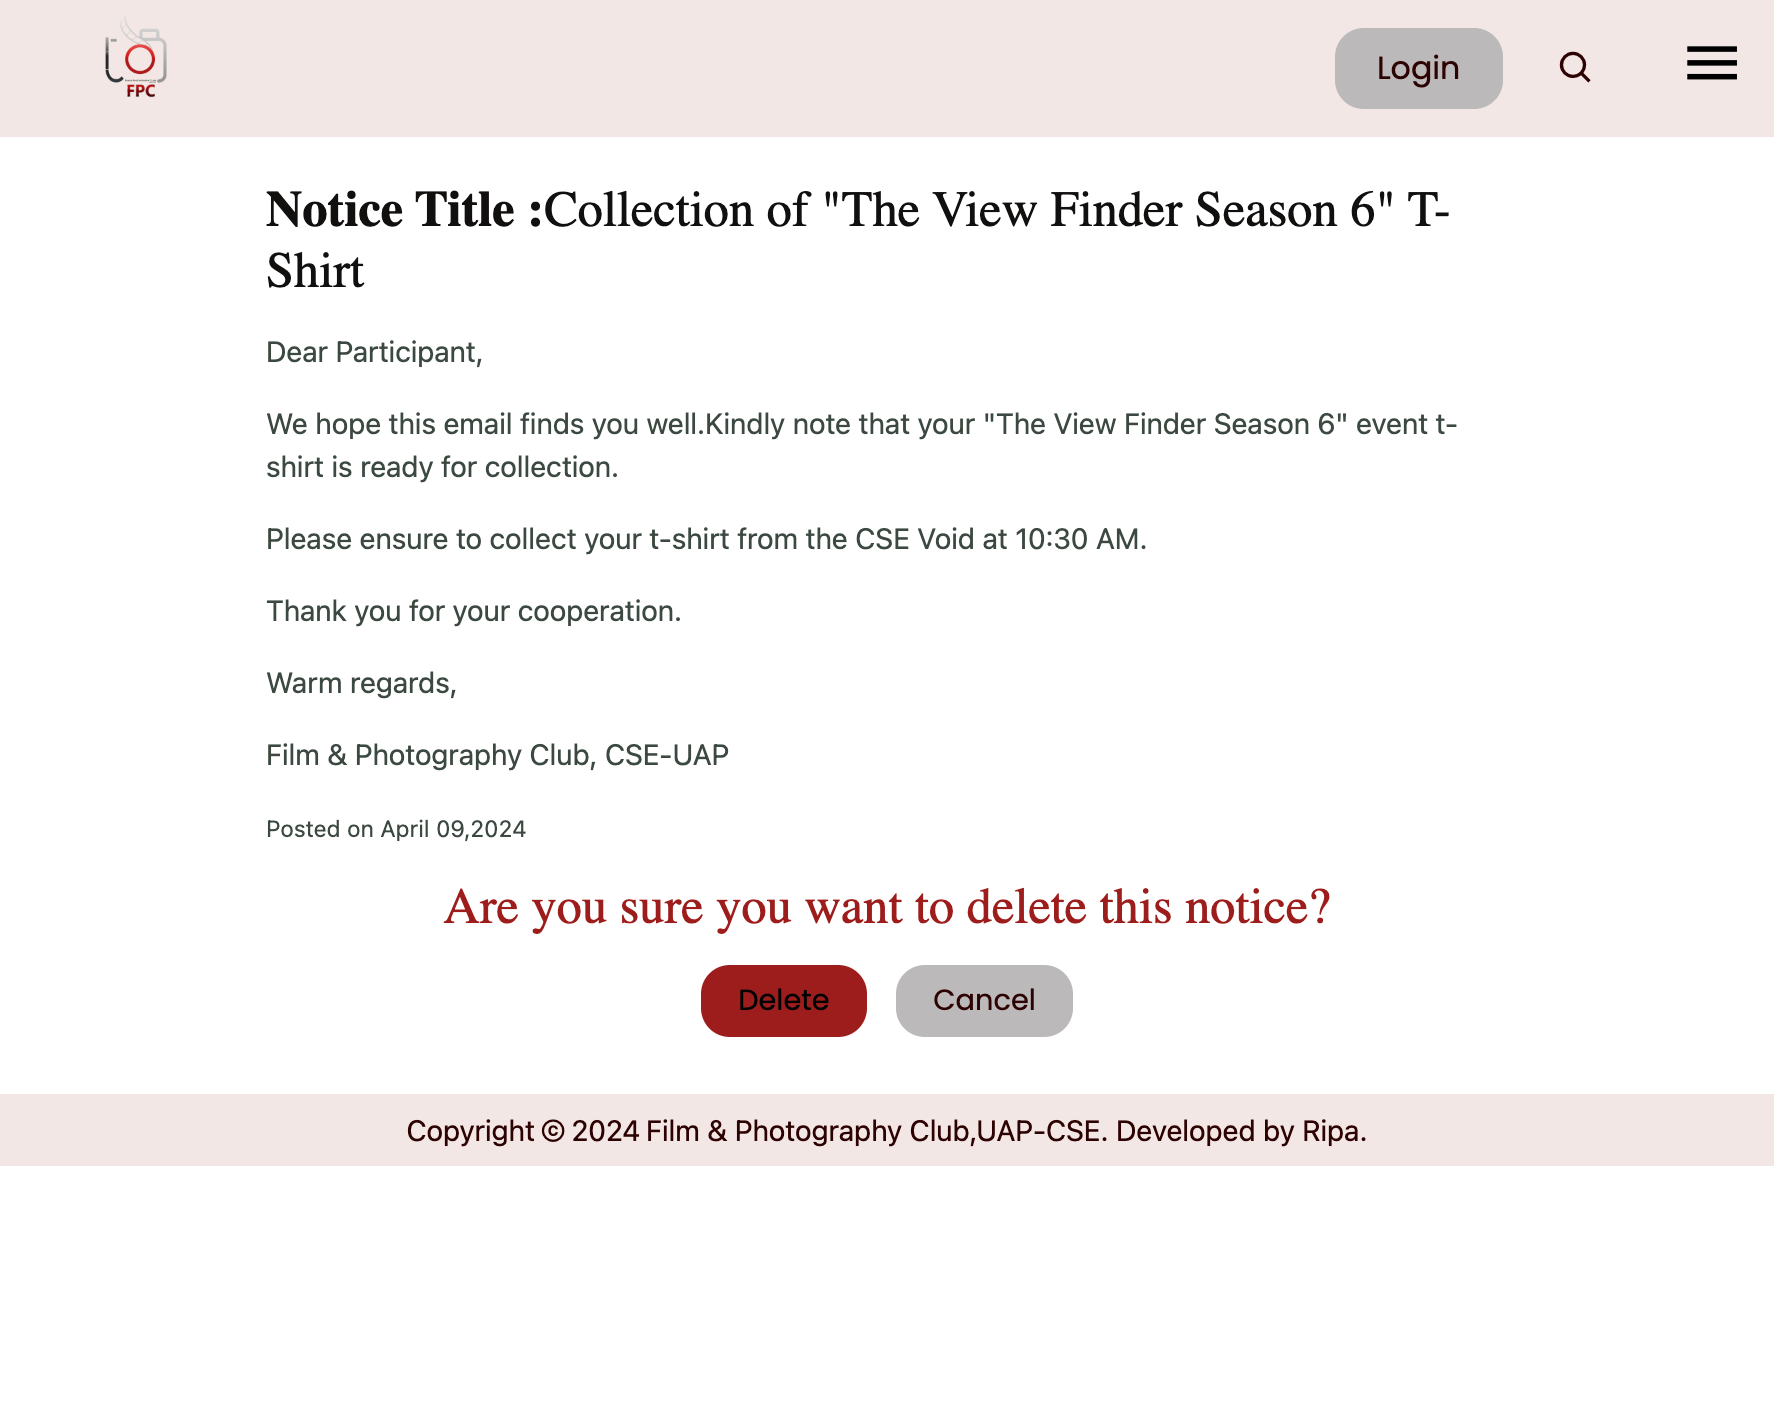 FPC
Login
Notice Title :Collection of "The View Finder Season 6" T-
Shirt
Dear Participant,
We hope this email finds you well.Kindly note that your "The View Finder Season 6" event t-
shirt is ready for collection.
Please ensure to collect your t-shirt from the CSE Void at 10:30 AM.
Thank you for your cooperation.
Warm regards,
Film & Photography Club, CSE-UAP
Posted on April 09,2024
Are you sure you want to delete this notice?
Delete Cancel
Copyright © 2024 Film & Photography Club,UAP-CSE. Developed by Ripa.